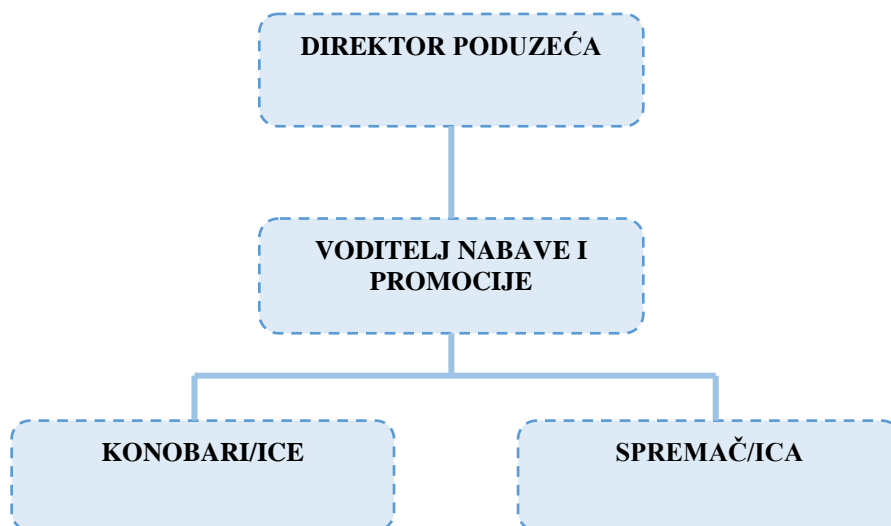 DIREKTOR PODUZEĆA
VODITELJ NABAVE I
PROMOCIJE
KONOBARI/ICE
SPREMAČ/ICA